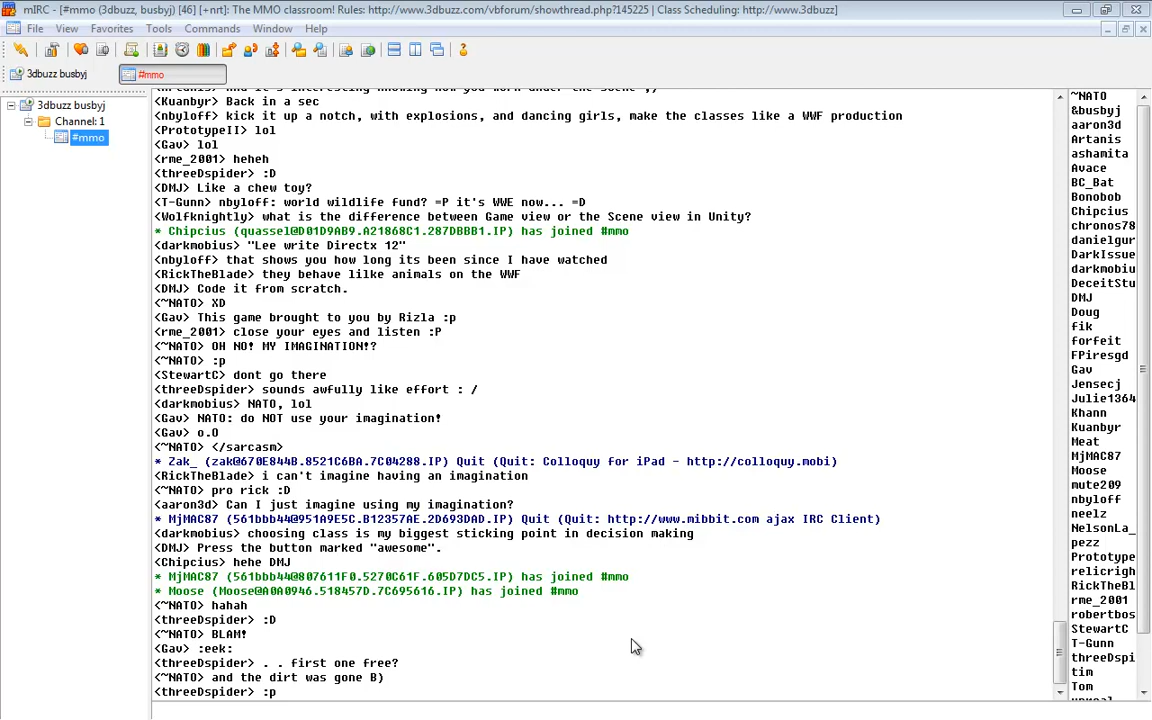 mIRC - [#mmo (3dbuzz, busbyj) [46] [+nrt]: The MMO classroom! Rules: http://www.3dbuzz.com/vbforum/showthread.php?145225 | Class Scheduling: http://www.3dbuzz]
File View Favorites Tools Commands Window Help
3dbuzz busbyj #mmo
3dbuzz busbyj
Channel: 1
#mmo
<Artanis> And it's interesting knowing how you work under the scene ;)
<Kuanbyr> Back in a sec
<nbyloff> kick it up a notch, with explosions, and dancing girls, make the classes like a WWF production
<PrototypeII> lol
<Gav> lol
<rme_2001> heheh
<threeDspider> :D
<DMJ> Like a chew toy?
<T-Gunn> nbyloff: world wildlife fund? =P it's WWE now... =D
<Wolfknightly> what is the difference between Game view or the Scene view in Unity?
* Chipcius (quassel@D01D9AB9.A21868C1.287DBBB1.IP) has joined #mmo
<darkmobius> "Lee write Directx 12"
<nbyloff> that shows you how long its been since I have watched
<RickTheBlade> they behave lilke animals on the WWF
<DMJ> Code it from scratch.
<~NATO> XD
<Gav> This game brought to you by Rizla :p
<rme_2001> close your eyes and listen :P
<~NATO> OH NO! MY IMAGINATION!?
<~NATO> :p
<StewartC> dont go there
<threeDspider> sounds awfully like effort : /
<darkmobius> NATO, lol
<Gav> NATO: do NOT use your imagination!
<Gav> o.O
<~NATO> </sarcasm>
* Zak_ (zak@670E844B.8521C6BA.7C04288.IP) Quit (Quit: Colloquy for iPad - http://colloquy.mobi)
<RickTheBlade> i can't imagine having an imagination
<~NATO> pro rick :D
<aaron3d> Can I just imagine using my imagination?
* MjMAC87 (561bbb44@951A9E5C.B12357AE.2D693DAD.IP) Quit (Quit: http://www.mibbit.com ajax IRC Client)
<darkmobius> choosing class is my biggest sticking point in decision making
<DMJ> Press the button marked "awesome".
<Chipcius> hehe DMJ
* MjMAC87 (561bbb44@807611F0.5270C61F.605D7DC5.IP) has joined #mmo
* Moose (Moose@A0A0946.518457D.7C695616.IP) has joined #mmo
<~NATO> hahah
<threeDspider> :D
<~NATO> BLAM!
<Gav> :eek:
<threeDspider> . . first one free?
<~NATO> and the dirt was gone B)
<threeDspider> :p
~NATO
&busbyj
aaron3d
Artanis
ashamita
Avace
BC_Bat
Bonobob
Chipcius
chronos78
danielgur
DarkIssue
darkmobiu
DeceitStu
DMJ
Doug
fik
forfeit
FPiresgd
Gav
Jensecj
Julie1364
Khann
Kuanbyr
Meat
MjMAC87
Moose
mute209
nbyloff
neelz
NelsonLa_
pezz
Prototype
relicrigh
RickTheBl
rme_2001
robertbos
StewartC
T-Gunn
threeDspi
tim
Tom